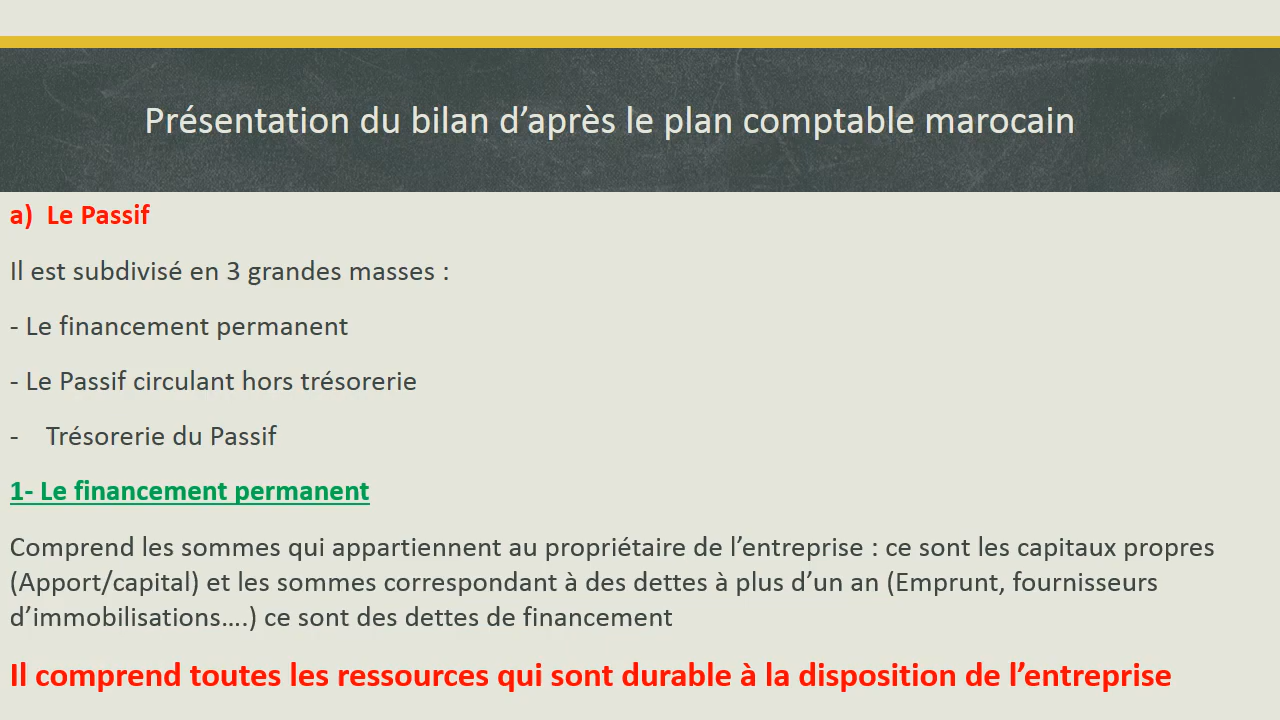 Présentation du bilan d’après le plan comptable marocain
a) Le Passif
Il est subdivisé en 3 grandes masses :
- Le financement permanent
- Le Passif circulant hors trésorerie
- Trésorerie du Passif
1- Le financement permanent
Comprend les sommes qui appartiennent au propriétaire de l’entreprise : ce sont les capitaux propres
(Apport/capital) et les sommes correspondant à des dettes à plus d’un an (Emprunt, fournisseurs
d’immobilisations….) ce sont des dettes de financement
Il comprend toutes les ressources qui sont durable à la disposition de l’entreprise